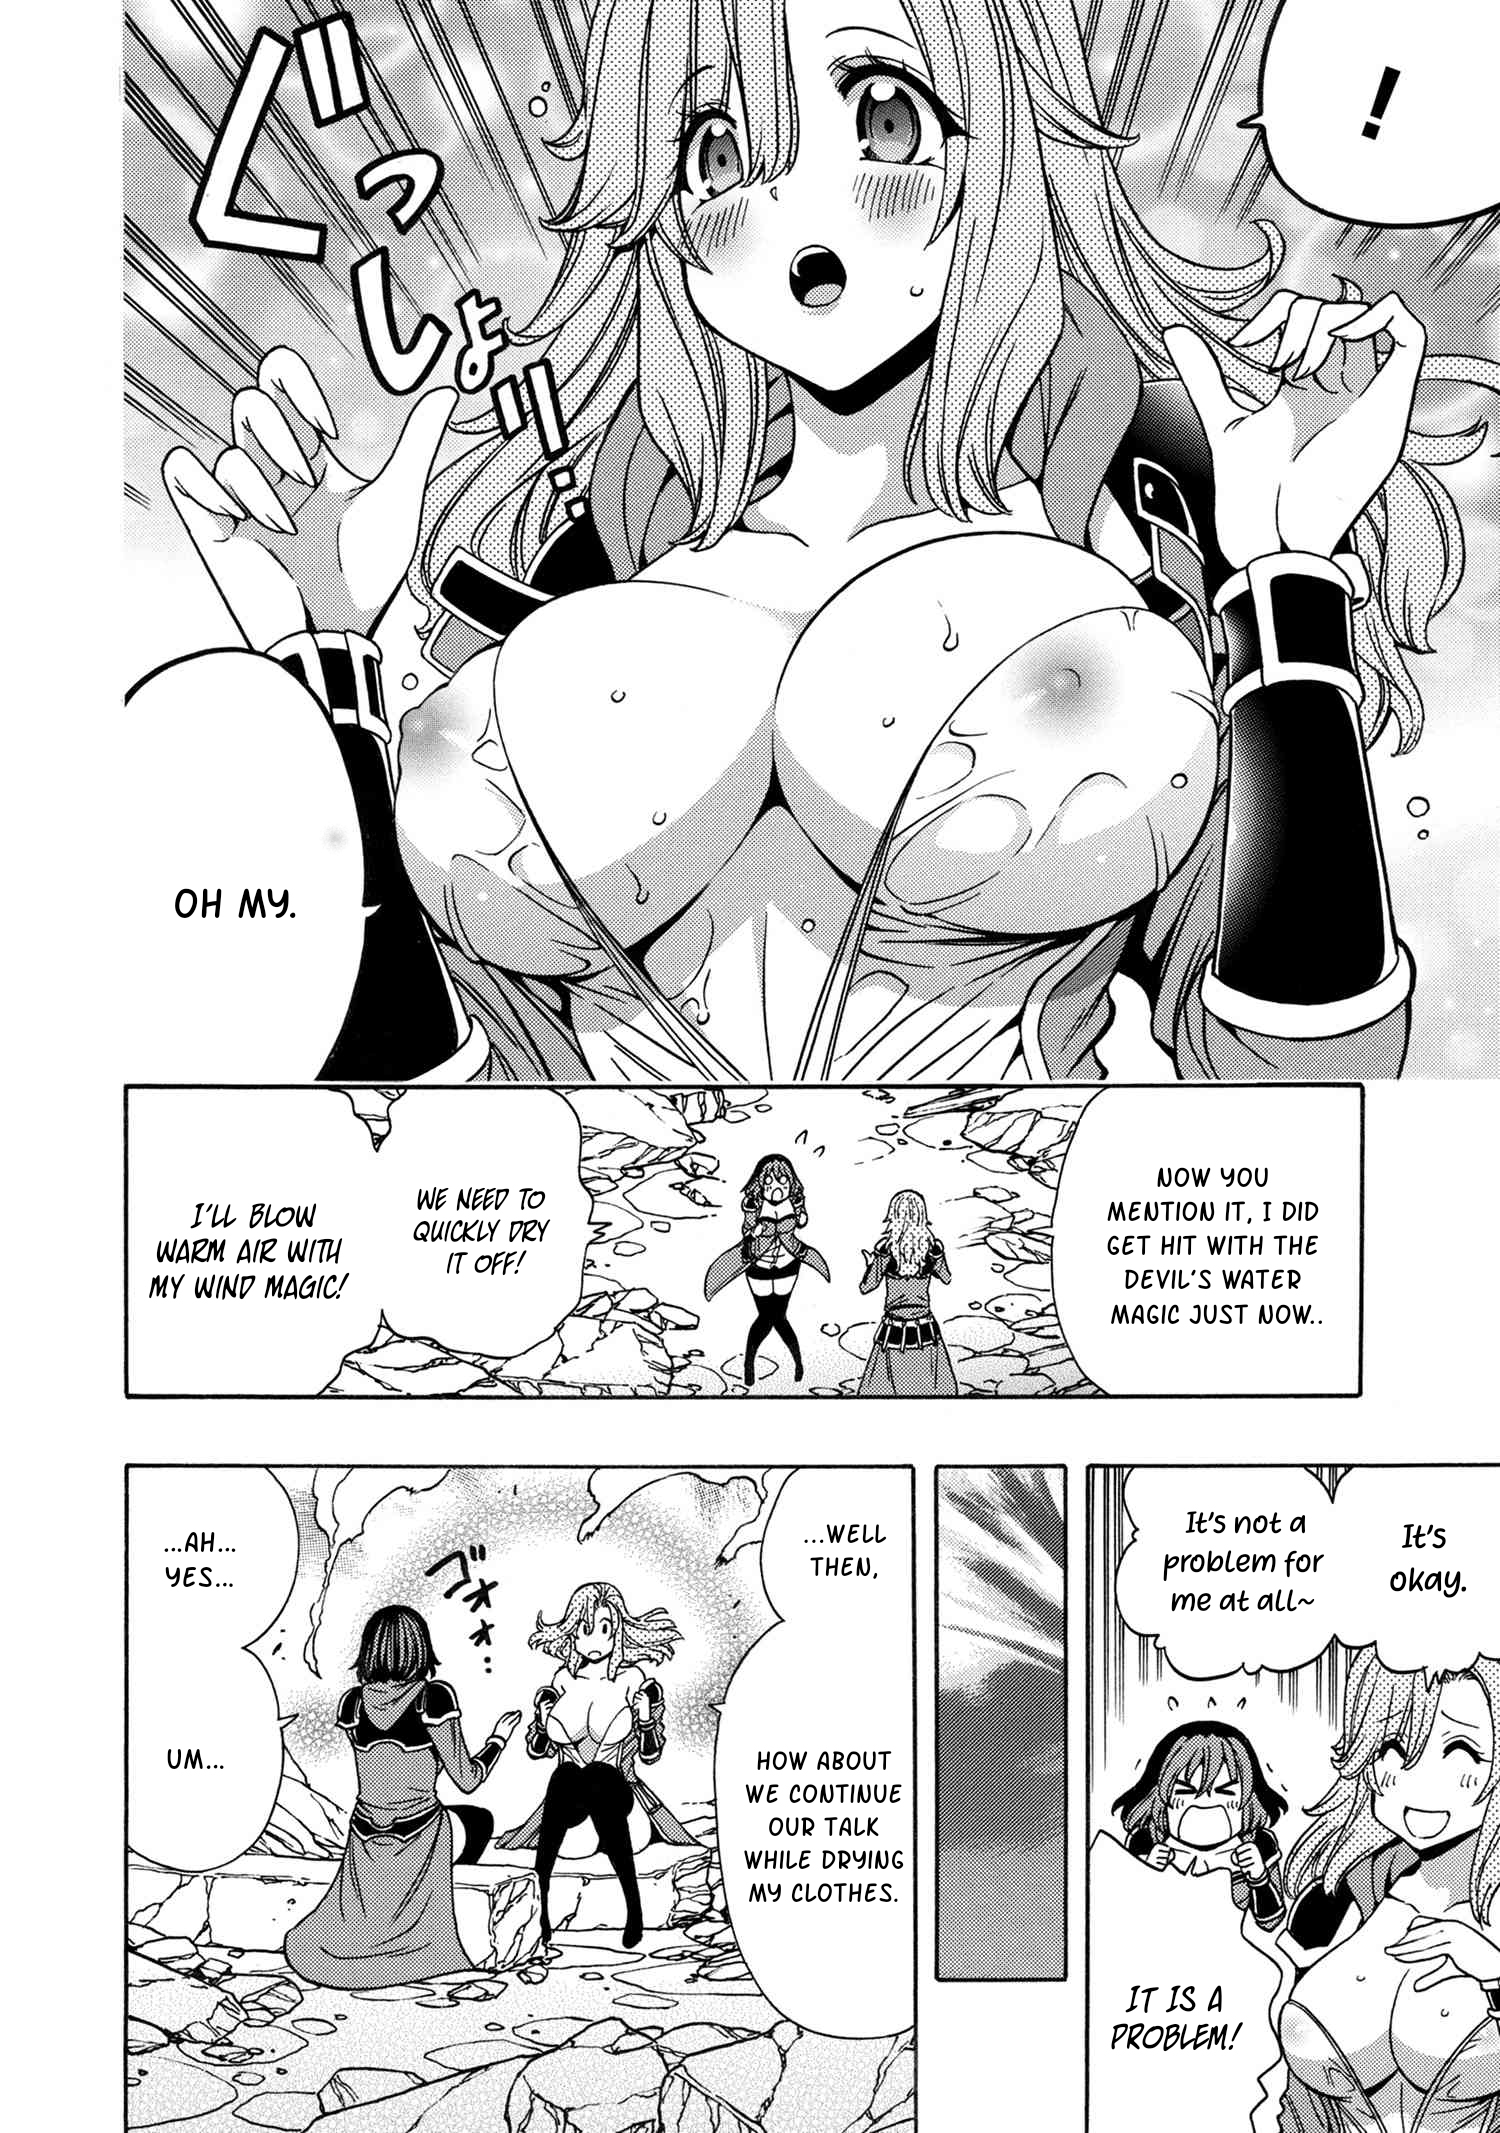 !
ぐっしょり…
OH MY.
NOW YOU
MENTION IT, I DID
GET HIT WITH THE
DEVIL'S WATER
MAGIC JUST NOW..
WE NEED TO
QUICKLY DRY
IT OFF!
I'LL BLOW
WARM AIR WITH
MY WIND MAGIC!
It's
okay.
It's not a
problem for
me at all~
IT IS A
PROBLEM!
...WELL
THEN,
HOW ABOUT
WE CONTINUE
OUR TALK
WHILE DRYING
MY CLOTHES.
ゴオオオ…
...AH...
YES...
UM...